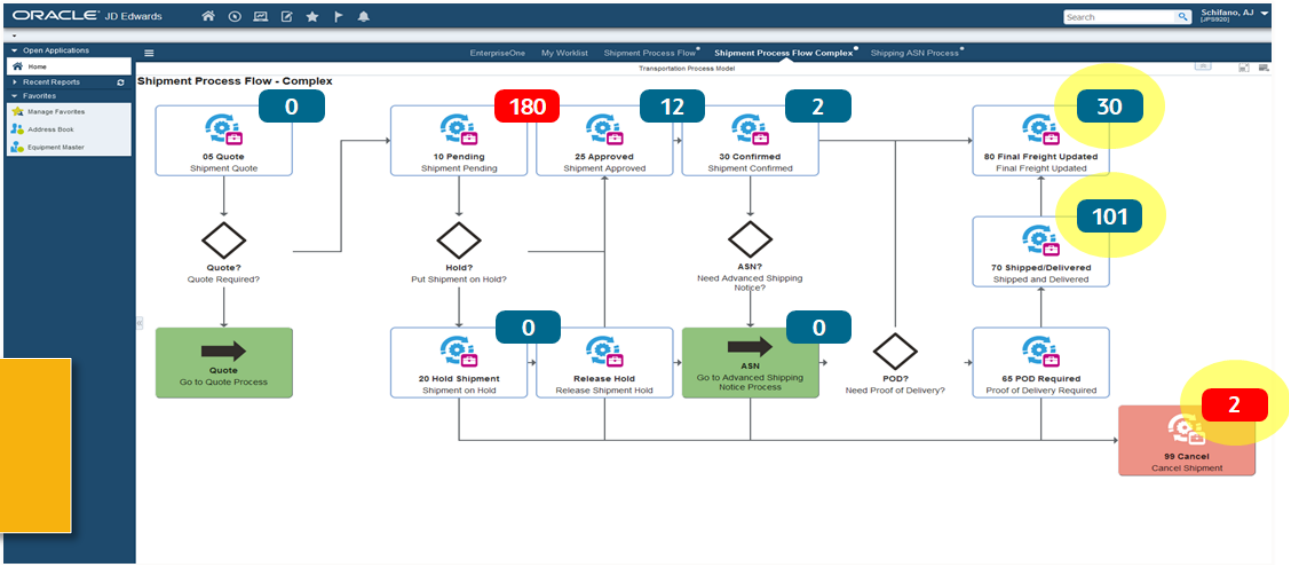 ORACLE JD Edwards
Search
Schifano, AJ
[JPS920]
Open Applications
Home
Recent Reports
Favorites
Manage Favorites
Address Book
Equipment Master
EnterpriseOne My Worklist Shipment Process Flow Shipment Process Flow Complex Shipping ASN Process
Transportation Process Model
Shipment Process Flow - Complex
0
05 Quote
Shipment Quote
180
10 Pending
Shipment Pending
12
25 Approved
Shipment Approved
2
30 Confirmed
Shipment Confirmed
30
80 Final Freight Updated
Final Freight Updated
Quote?
Quote Required?
Hold?
Put Shipment on Hold?
ASN?
Need Advanced Shipping
Notice?
101
70 Shipped/Delivered
Shipped and Delivered
Quote
Go to Quote Process
0
20 Hold Shipment
Shipment on Hold
Release Hold
Release Shipment Hold
0
ASN
Go to Advanced Shipping
Notice Process
POD?
Need Proof of Delivery?
65 POD Required
Proof of Delivery Required
2
99 Cancel
Cancel Shipment